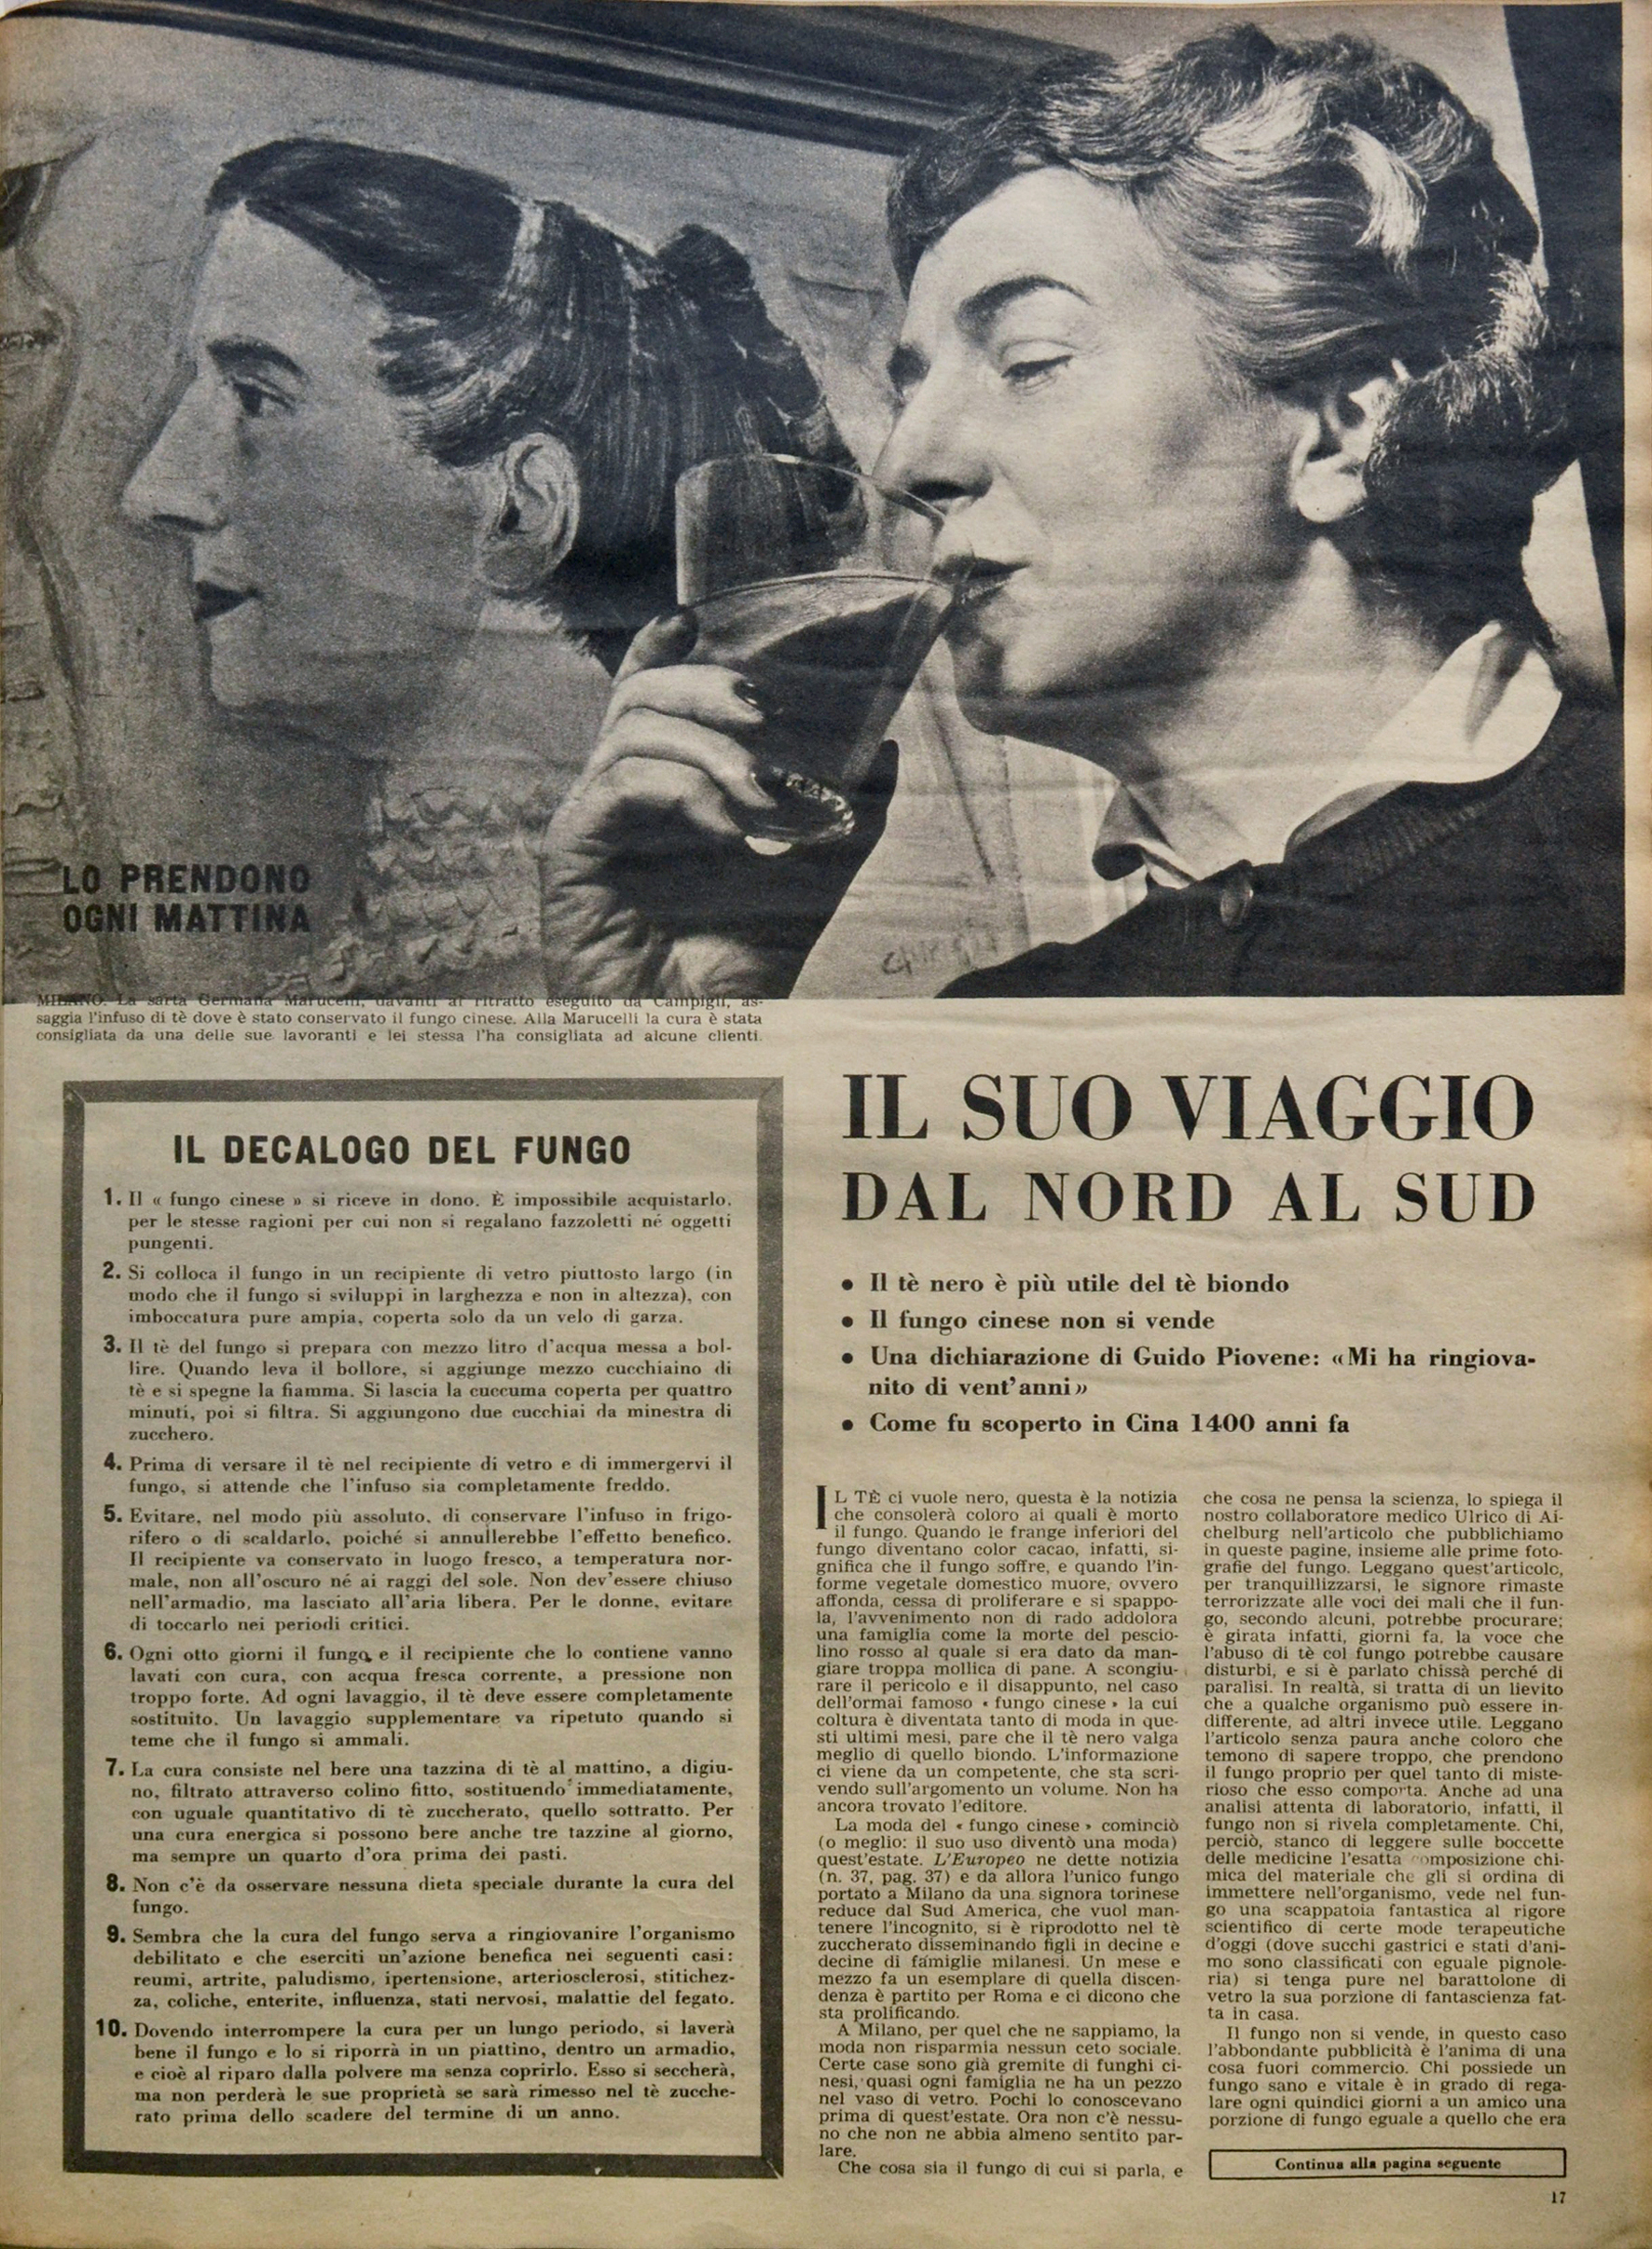 LO PRENDONO
OGNI MATTINA
MILANO. La sarta Germana Marucelli, davanti al ritratto eseguito da Campigli, as-
saggia l'infuso di tè dove è stato conservato il fungo cinese. Alla Marucelli la cura è stata
consigliata da una delle sue lavoranti e lei stessa l'ha consigliata ad alcune clienti.
IL DECALOGO DEL FUNGO
1. Il « fungo cinese » si riceve in dono. È impossibile acquistarlo,
per le stesse ragioni per cui non si regalano fazzoletti né oggetti
pungenti.
2. Si colloca il fungo in un recipiente di vetro piuttosto largo (in
modo che il fungo si sviluppi in larghezza e non in altezza), con
imboccatura pure ampia, coperta solo da un velo di garza.
3. Il tè del fungo si prepara con mezzo litro d'acqua messa a bol-
lire. Quando leva il bollore, si aggiunge mezzo cucchiaino di
tè e si spegne la fiamma. Si lascia la cuccuma coperta per quattro
minuti, poi si filtra. Si aggiungono due cucchiai da minestra di
zucchero.
4. Prima di versare il tè nel recipiente di vetro e di immergervi il
fungo, si attende che l'infuso sia completamente freddo.
5. Evitare, nel modo più assoluto, di conservare l'infuso in frigo-
rifero o di scaldarlo, poiché si annullerebbe l'effetto benefico.
Il recipiente va conservato in luogo fresco, a temperatura nor-
male, non all'oscuro né ai raggi del sole. Non dev'essere chiuso
nell'armadio, ma lasciato all'aria libera. Per le donne, evitare
di toccarlo nei periodi critici.
6. Ogni otto giorni il fungo e il recipiente che lo contiene vanno
lavati con cura, con acqua fresca corrente, a pressione non
troppo forte. Ad ogni lavaggio, il tè deve essere completamente
sostituito. Un lavaggio supplementare va ripetuto quando si
teme che il fungo si ammali.
7. La cura consiste nel bere una tazzina di tè al mattino, a digiu-
no, filtrato attraverso colino fitto, sostituendo immediatamente,
con uguale quantitativo di tè zuccherato, quello sottratto. Per
una cura energica si possono bere anche tre tazzine al giorno,
ma sempre un quarto d'ora prima dei pasti.
8. Non c'è da osservare nessuna dieta speciale durante la cura del
fungo.
9. Sembra che la cura del fungo serva a ringiovanire l'organismo
debilitato e che eserciti un'azione benefica nei seguenti casi:
reumi, artrite, paludismo, ipertensione, arteriosclerosi, stitichez-
za, coliche, enterite, influenza, stati nervosi, malattie del fegato.
10. Dovendo interrompere la cura per un lungo periodo, si laverà
bene il fungo e lo si riporrà in un piattino, dentro un armadio,
e cioè al riparo dalla polvere ma senza coprirlo. Esso si seccherà,
ma non perderà le sue proprietà se sarà rimesso nel tè zucche-
rato prima dello scadere del termine di un anno.
IL SUO VIAGGIO
DAL NORD AL SUD
• Il tè nero è più utile del tè biondo
• Il fungo cinese non si vende
• Una dichiarazione di Guido Piovene: «Mi ha ringiova-
nito di vent'anni»
• Come fu scoperto in Cina 1400 anni fa
IL TÈ ci vuole nero, questa è la notizia
che consolerà coloro ai quali è morto
il fungo. Quando le frange inferiori del
fungo diventano color cacao, infatti, si-
gnifica che il fungo soffre, e quando l'in-
forme vegetale domestico muore, ovvero
affonda, cessa di proliferare e si spappo-
la, l'avvenimento non di rado addolora
una famiglia come la morte del pescio-
lino rosso al quale si era dato da man-
giare troppa mollica di pane. A scongiu-
rare il pericolo e il disappunto, nel caso
dell'ormai famoso « fungo cinese » la cui
coltura è diventata tanto di moda in que-
sti ultimi mesi, pare che il tè nero valga
meglio di quello biondo. L'informazione
ci viene da un competente, che sta scri-
vendo sull'argomento un volume. Non ha
ancora trovato l'editore.
La moda del « fungo cinese » cominciò
(o meglio: il suo uso diventò una moda)
quest'estate. L'Europeo ne dette notizia
(n. 37, pag. 37) e da allora l'unico fungo
portato a Milano da una signora torinese
reduce dal Sud America, che vuol man-
tenere l'incognito, si è riprodotto nel tè
zuccherato disseminando figli in decine e
decine di famiglie milanesi. Un mese e
mezzo fa un esemplare di quella discen-
denza è partito per Roma e ci dicono che
sta prolificando.
A Milano, per quel che ne sappiamo, la
moda non risparmia nessun ceto sociale.
Certe case sono già gremite di funghi ci-
nesi, quasi ogni famiglia ne ha un pezzo
nel vaso di vetro. Pochi lo conoscevano
prima di quest'estate. Ora non c'è nessu-
no che non ne abbia almeno sentito par-
lare.
Che cosa sia il fungo di cui si parla, e
che cosa ne pensa la scienza, lo spiega il
nostro collaboratore medico Ulrico di Ai-
chelburg nell'articolo che pubblichiamo
in queste pagine, insieme alle prime foto-
grafie del fungo. Leggano quest'articolo,
per tranquillizzarsi, le signore rimaste
terrorizzate alle voci dei mali che il fun-
go, secondo alcuni, potrebbe procurare;
è girata infatti, giorni fa, la voce che
l'abuso di tè col fungo potrebbe causare
disturbi, e si è parlato chissà perché di
paralisi. In realtà, si tratta di un lievito
che a qualche organismo può essere in-
differente, ad altri invece utile. Leggano
l'articolo senza paura anche coloro che
temono di sapere troppo, che prendono
il fungo proprio per quel tanto di miste-
rioso che esso comporta. Anche ad una
analisi attenta di laboratorio, infatti, il
fungo non si rivela completamente. Chi,
perciò, stanco di leggere sulle boccette
delle medicine l'esatta composizione chi-
mica del materiale che gli si ordina di
immettere nell'organismo, vede nel fun-
go una scappatoia fantastica al rigore
scientifico di certe mode terapeutiche
d'oggi (dove succhi gastrici e stati d'ani-
mo sono classificati con eguale pignole-
ria) si tenga pure nel barattolone di
vetro la sua porzione di fantascienza fat-
ta in casa.
Il fungo non si vende, in questo caso
l'abbondante pubblicità è l'anima di una
cosa fuori commercio. Chi possiede un
fungo sano e vitale è in grado di rega-
lare ogni quindici giorni a un amico una
porzione di fungo eguale a quello che era
Continua alla pagina seguente
17